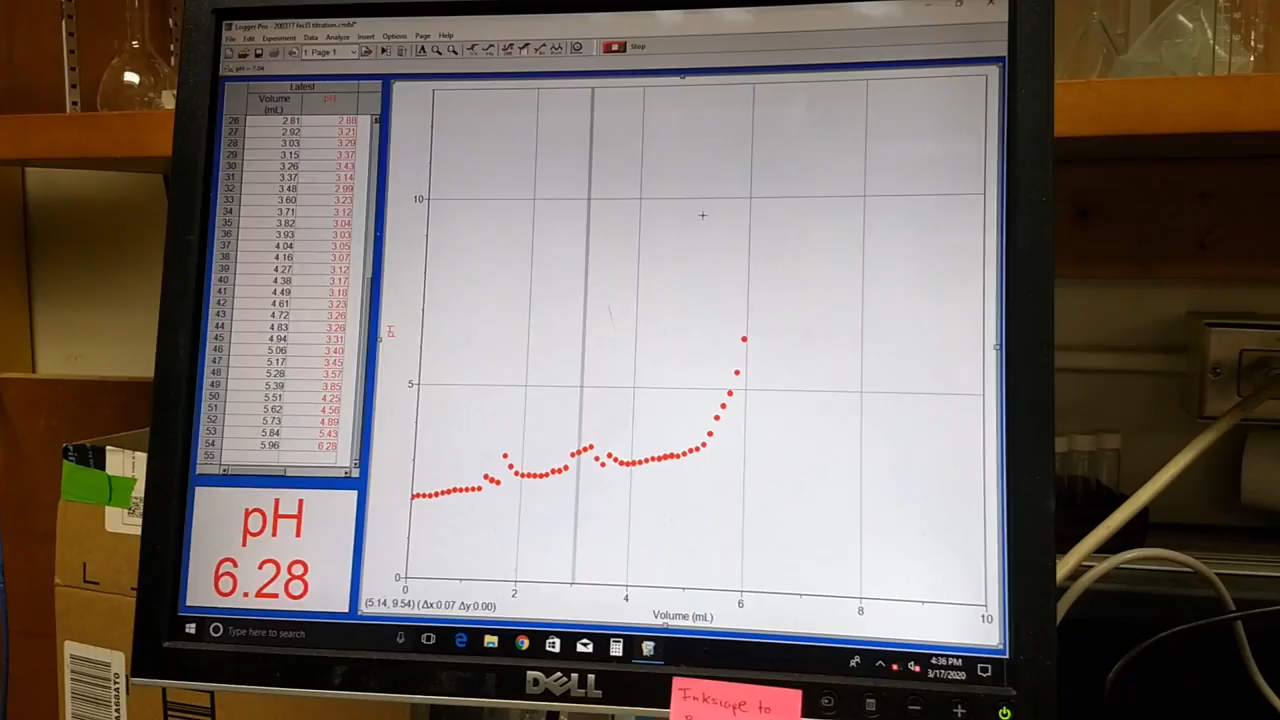 Logger Pro - 200317 fecl3 titration.cmbl*
File Edit Experiment Data Analyze Insert Options Page Help
1: Page 1
Stop
pH = 7.04
Latest
Volume pH
(mL)
26 2.81 2.88
27 2.92 3.21
28 3.03 3.29
29 3.15 3.37
30 3.26 3.43
31 3.37 3.14
32 3.48 2.99
33 3.60 3.23
34 3.71 3.12
35 3.82 3.04
36 3.93 3.03
37 4.04 3.05
38 4.16 3.07
39 4.27 3.12
40 4.38 3.17
41 4.49 3.18
42 4.61 3.23
43 4.72 3.26
44 4.83 3.26
45 4.94 3.31
46 5.06 3.40
47 5.17 3.45
48 5.28 3.57
49 5.39 3.85
50 5.51 4.25
51 5.62 4.56
52 5.73 4.89
53 5.84 5.43
54 5.96 6.28
55
pH
6.28
10
pH
5
0
0 2 4 6 8 10
(5.14, 9.54) (Δx:0.07 Δy:0.00)
Volume (mL)
Type here to search
4:36 PM
3/17/2020
DELL
Inkscape to
L
A68AT0